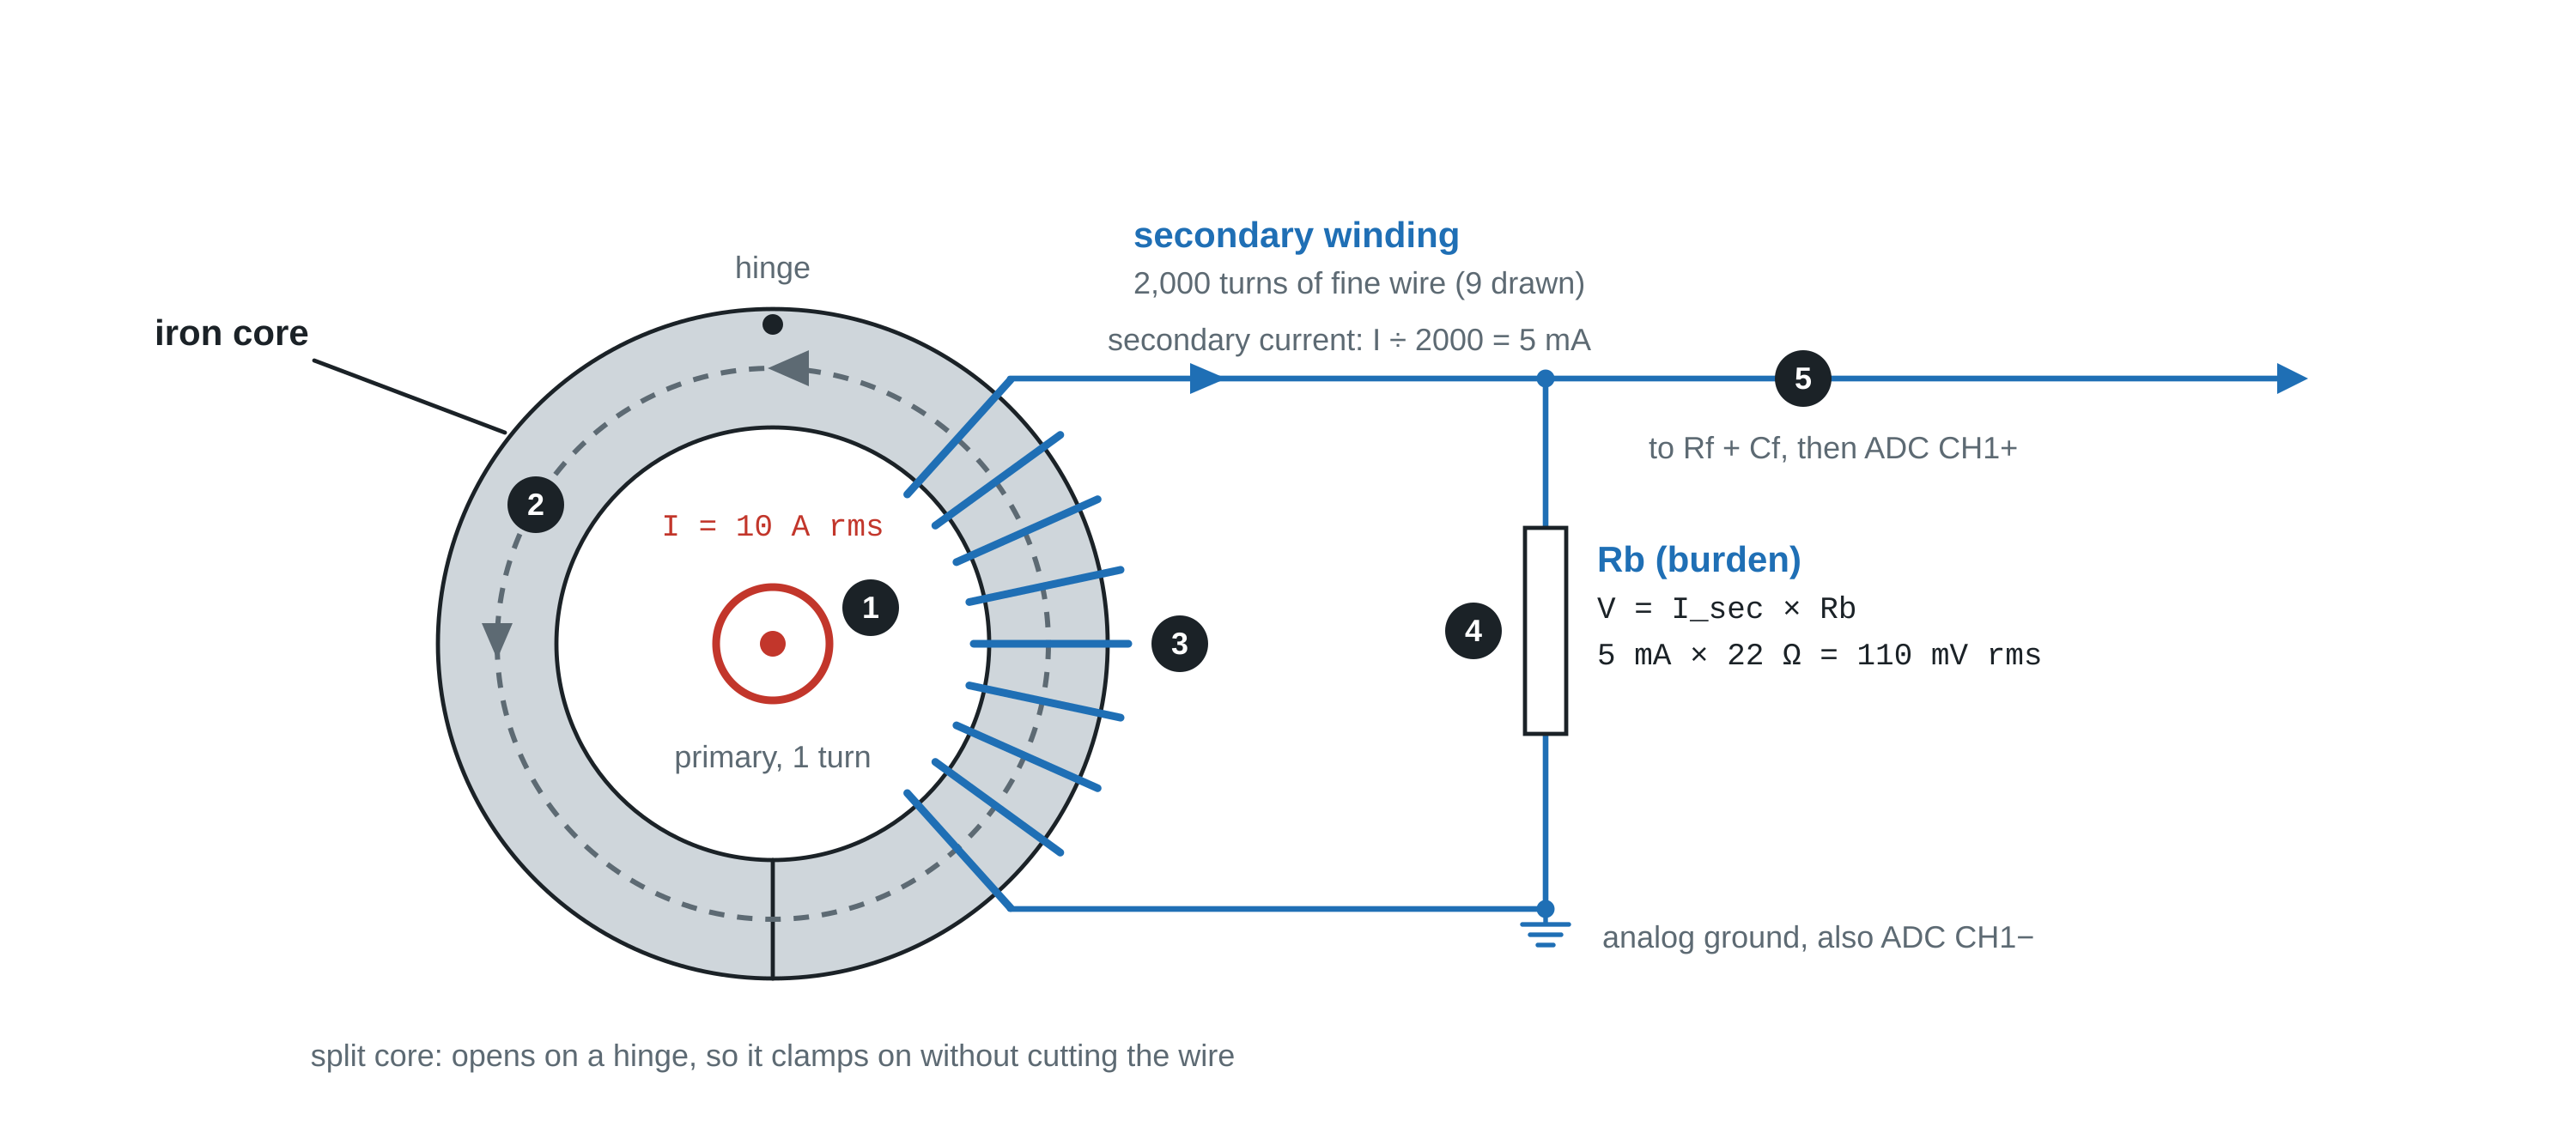 secondary winding
2,000 turns of fine wire (9 drawn)
hinge
iron core
secondary current: I ÷ 2000 = 5 mA
5
to Rf + Cf, then ADC CH1+
2
I = 10 A rms
1
3
4
Rb (burden)
V = I_sec × Rb
5 mA × 22 Ω = 110 mV rms
primary, 1 turn
analog ground, also ADC CH1−
split core: opens on a hinge, so it clamps on without cutting the wire